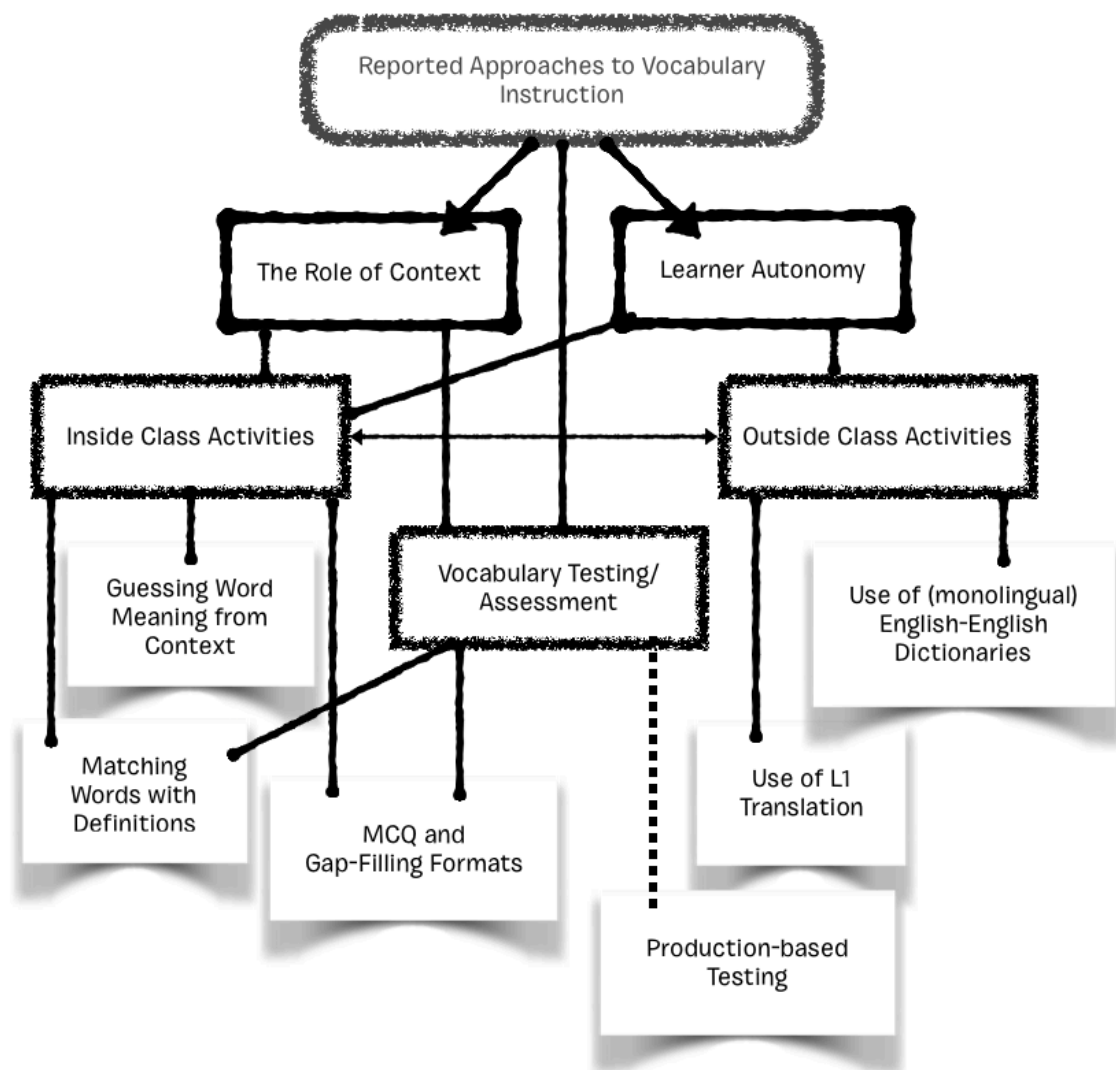 Reported Approaches to Vocabulary
Instruction
The Role of Context
Learner Autonomy
Inside Class Activities
Outside Class Activities
Vocabulary Testing/
Assessment
Guessing Word
Meaning from
Context
Use of (monolingual)
English-English
Dictionaries
Matching
Words with
Definitions
MCQ and
Gap-Filling Formats
Use of L1
Translation
Production-based
Testing